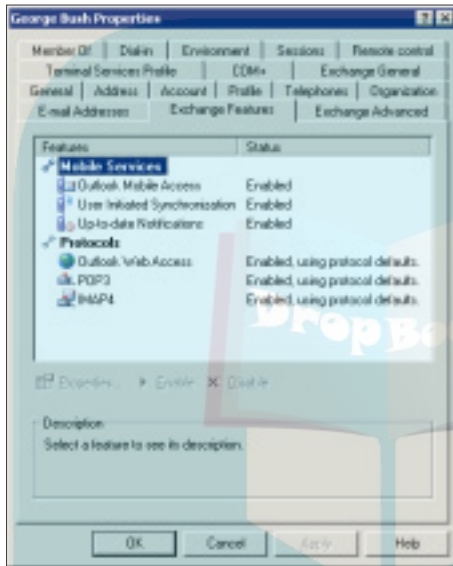 George Bush Properties
Member Of Dial-in Environment Sessions Remote control
Terminal Services Profile COM+ Exchange General
General Address Account Profile Telephones Organization
E-mail Addresses Exchange Features Exchange Advanced
Features Status
Mobile Services
Outlook Mobile Access Enabled
User Initiated Synchronization Enabled
Up-to-date Notifications Enabled
Protocols
Outlook Web Access Enabled, using protocol defaults.
POP3 Enabled, using protocol defaults.
IMAP4 Enabled, using protocol defaults.
DropBo
Properties... Enable Disable
Description
Select a feature to see its description.
OK Cancel Apply Help